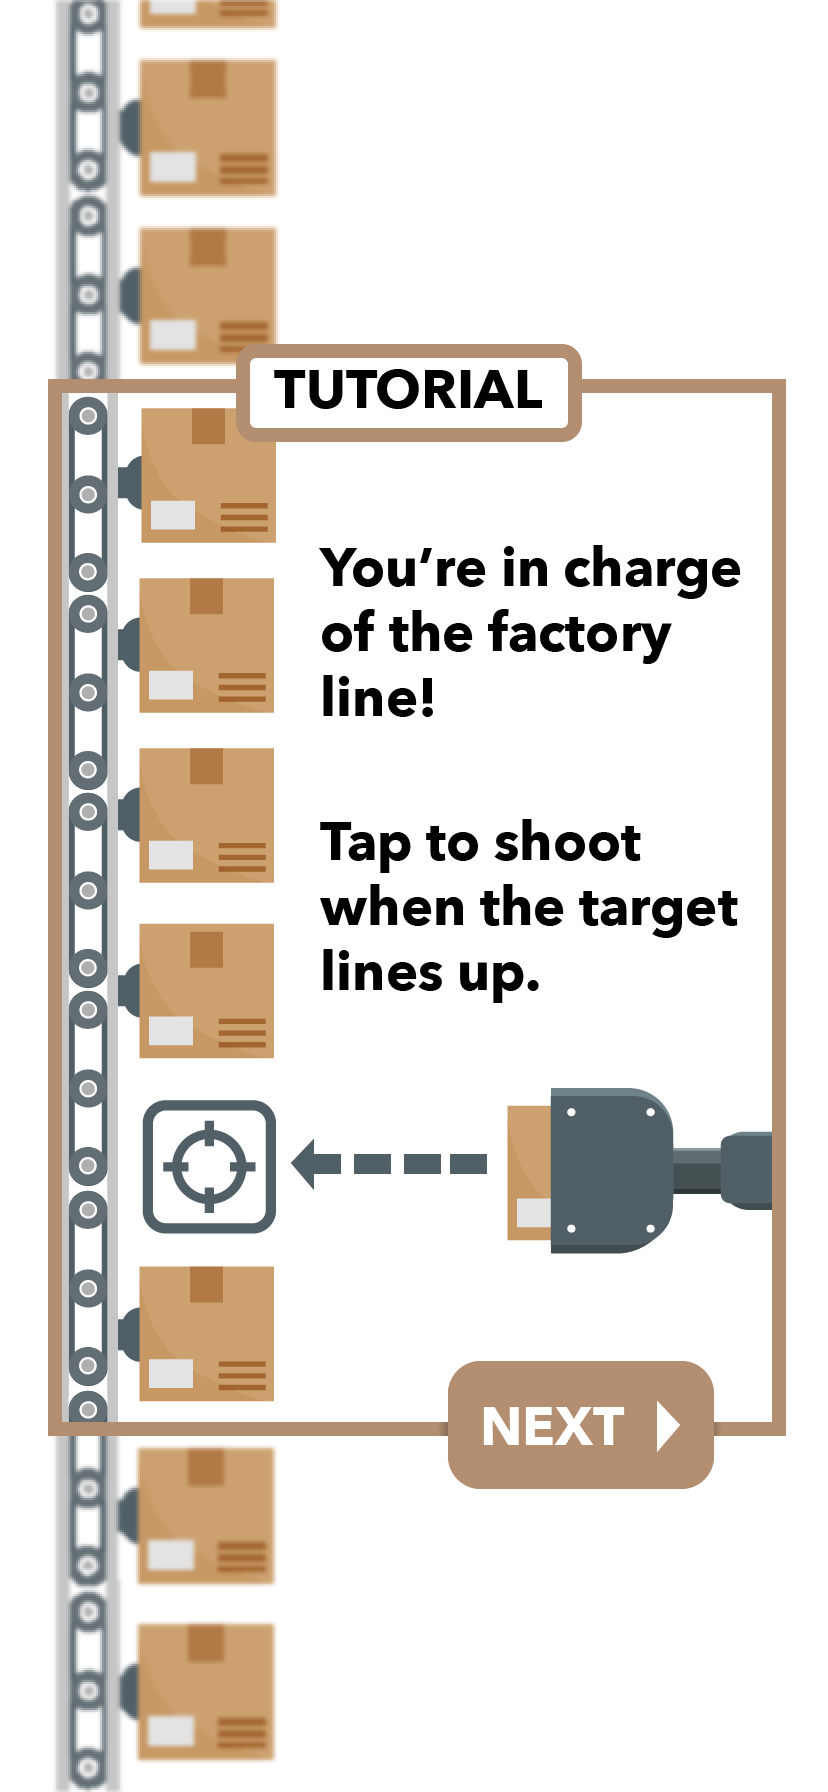 TUTORIAL
You’re in charge
of the factory
line!
Tap to shoot
when the target
lines up.
NEXT